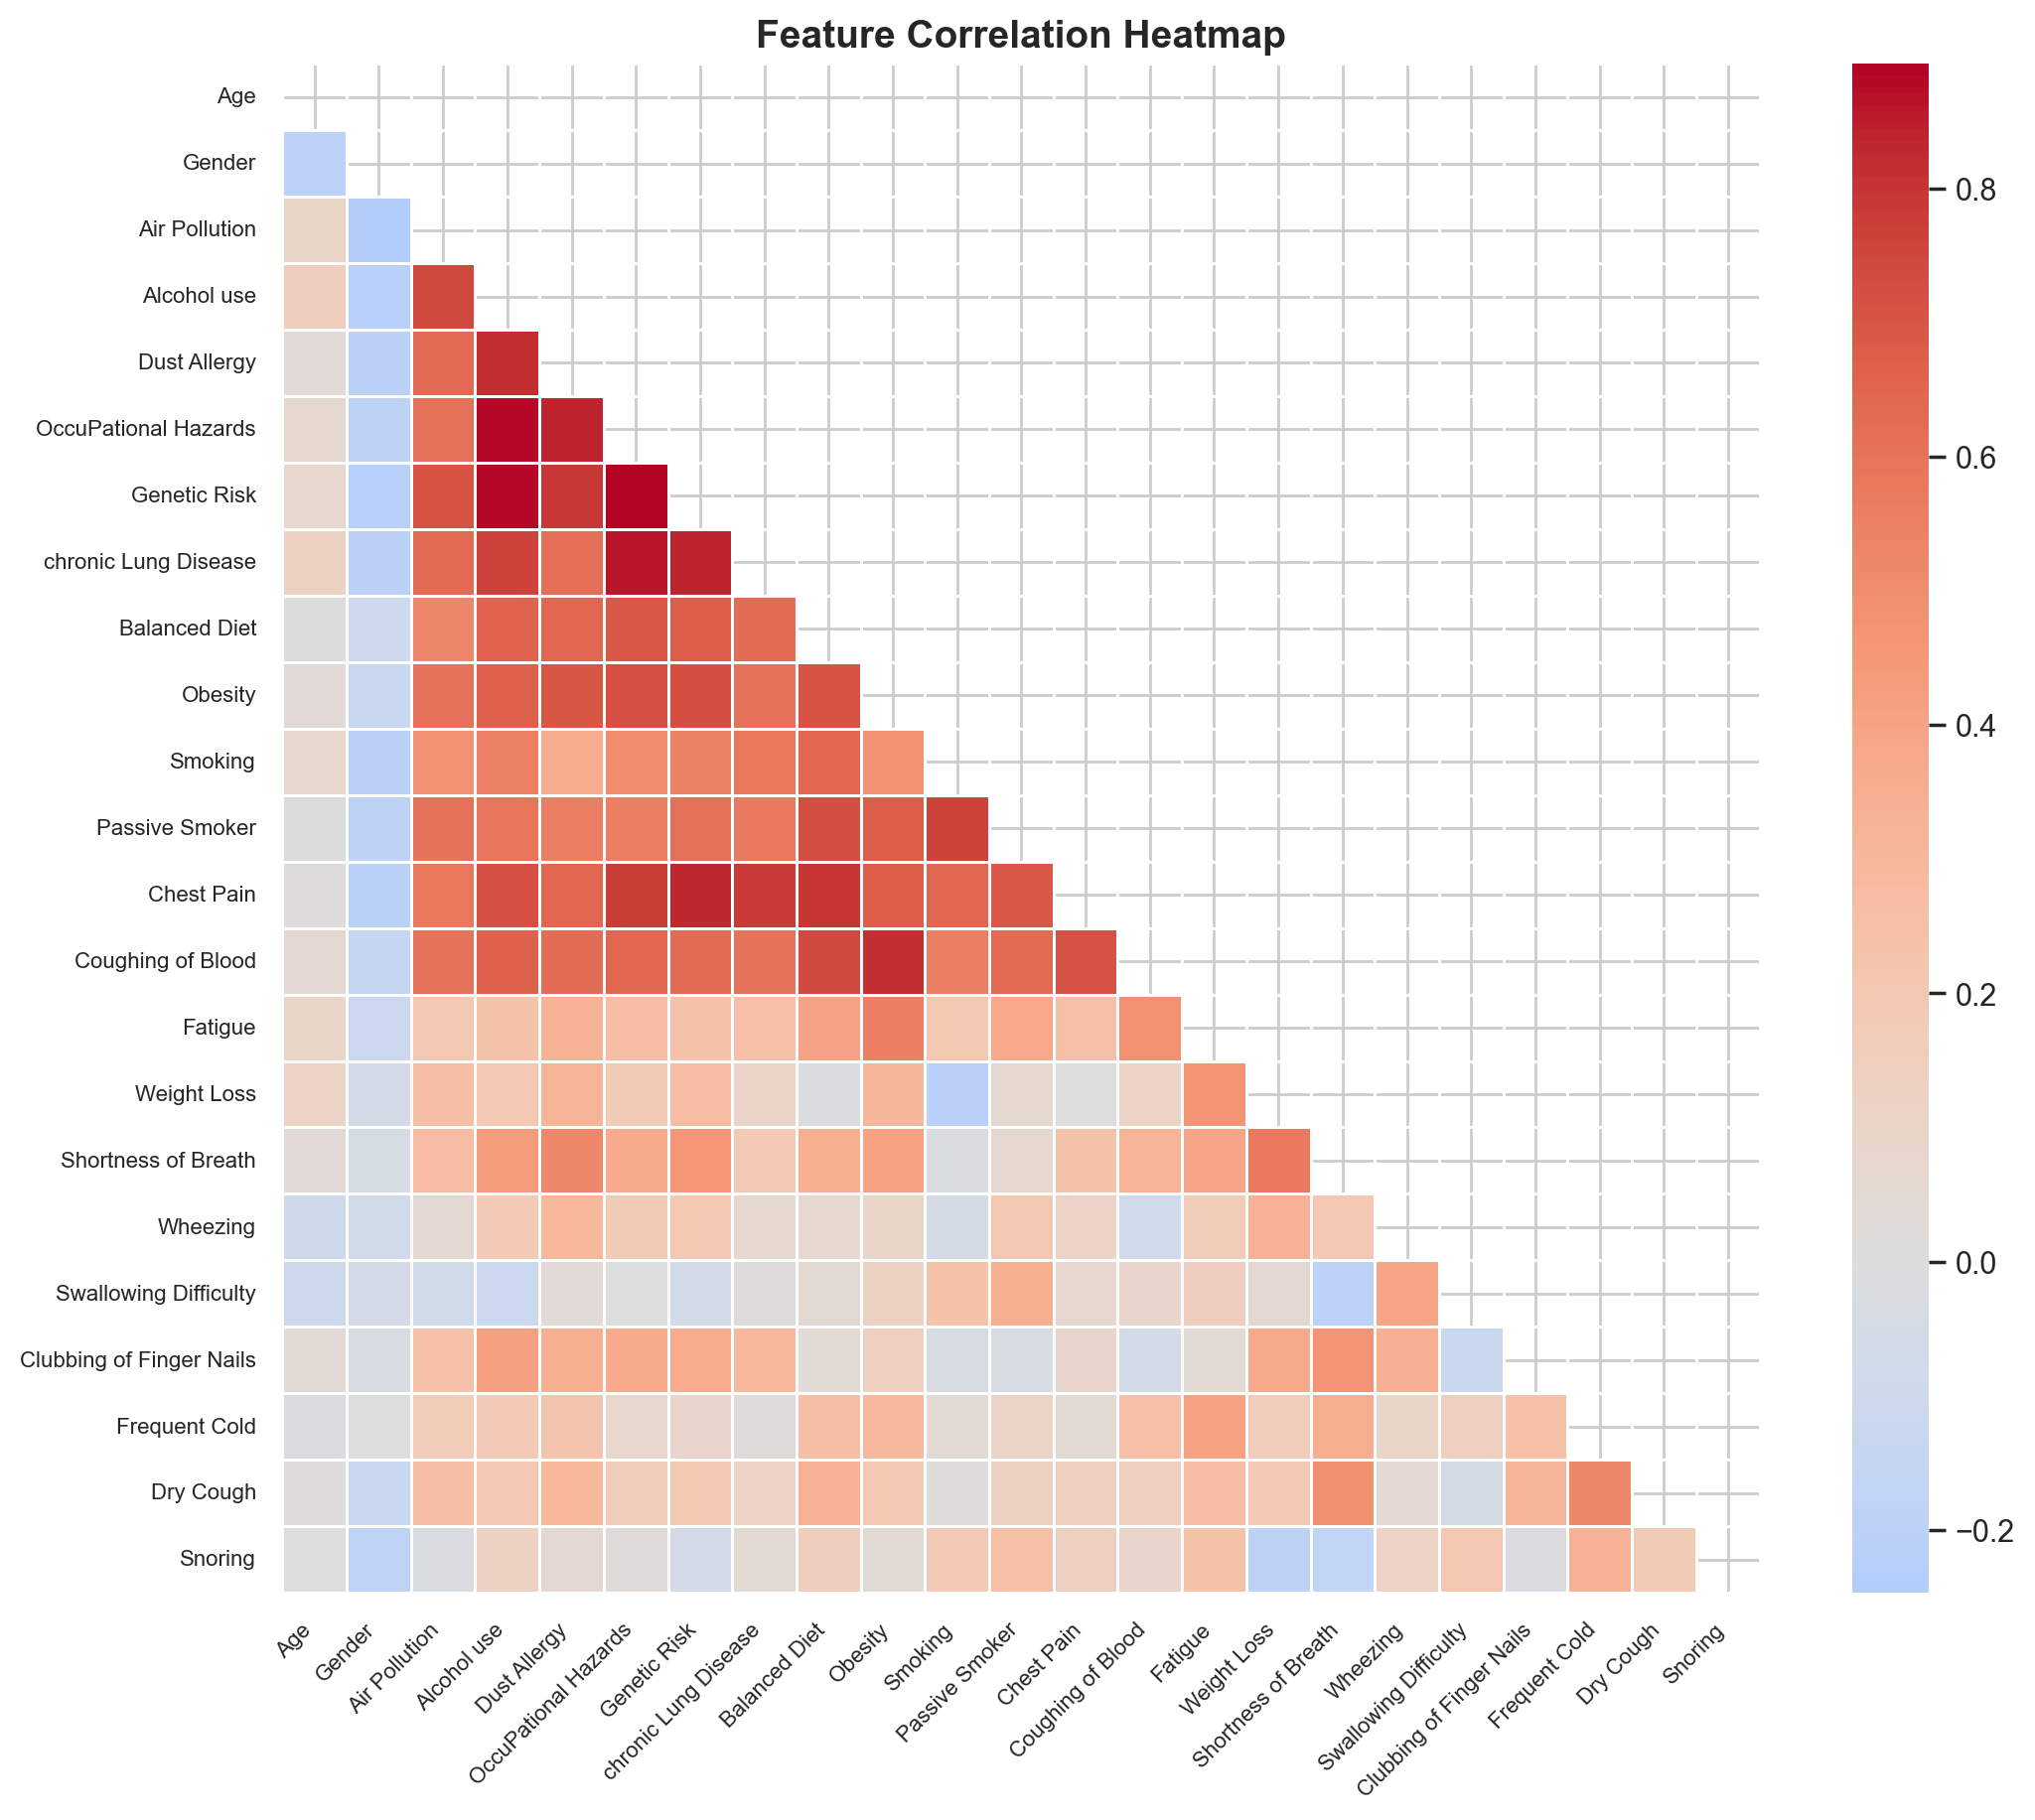 Feature Correlation Heatmap
Age
Gender
Air Pollution
Alcohol use
Dust Allergy
OccuPational Hazards
Genetic Risk
chronic Lung Disease
Balanced Diet
Obesity
Smoking
Passive Smoker
Chest Pain
Coughing of Blood
Fatigue
Weight Loss
Shortness of Breath
Wheezing
Swallowing Difficulty
Clubbing of Finger Nails
Frequent Cold
Dry Cough
Snoring
Age
Gender
Air Pollution
Alcohol use
Dust Allergy
OccuPational Hazards
Genetic Risk
chronic Lung Disease
Balanced Diet
Obesity
Smoking
Passive Smoker
Chest Pain
Coughing of Blood
Fatigue
Weight Loss
Shortness of Breath
Wheezing
Swallowing Difficulty
Clubbing of Finger Nails
Frequent Cold
Dry Cough
Snoring
0.8
0.6
0.4
0.2
0.0
−0.2